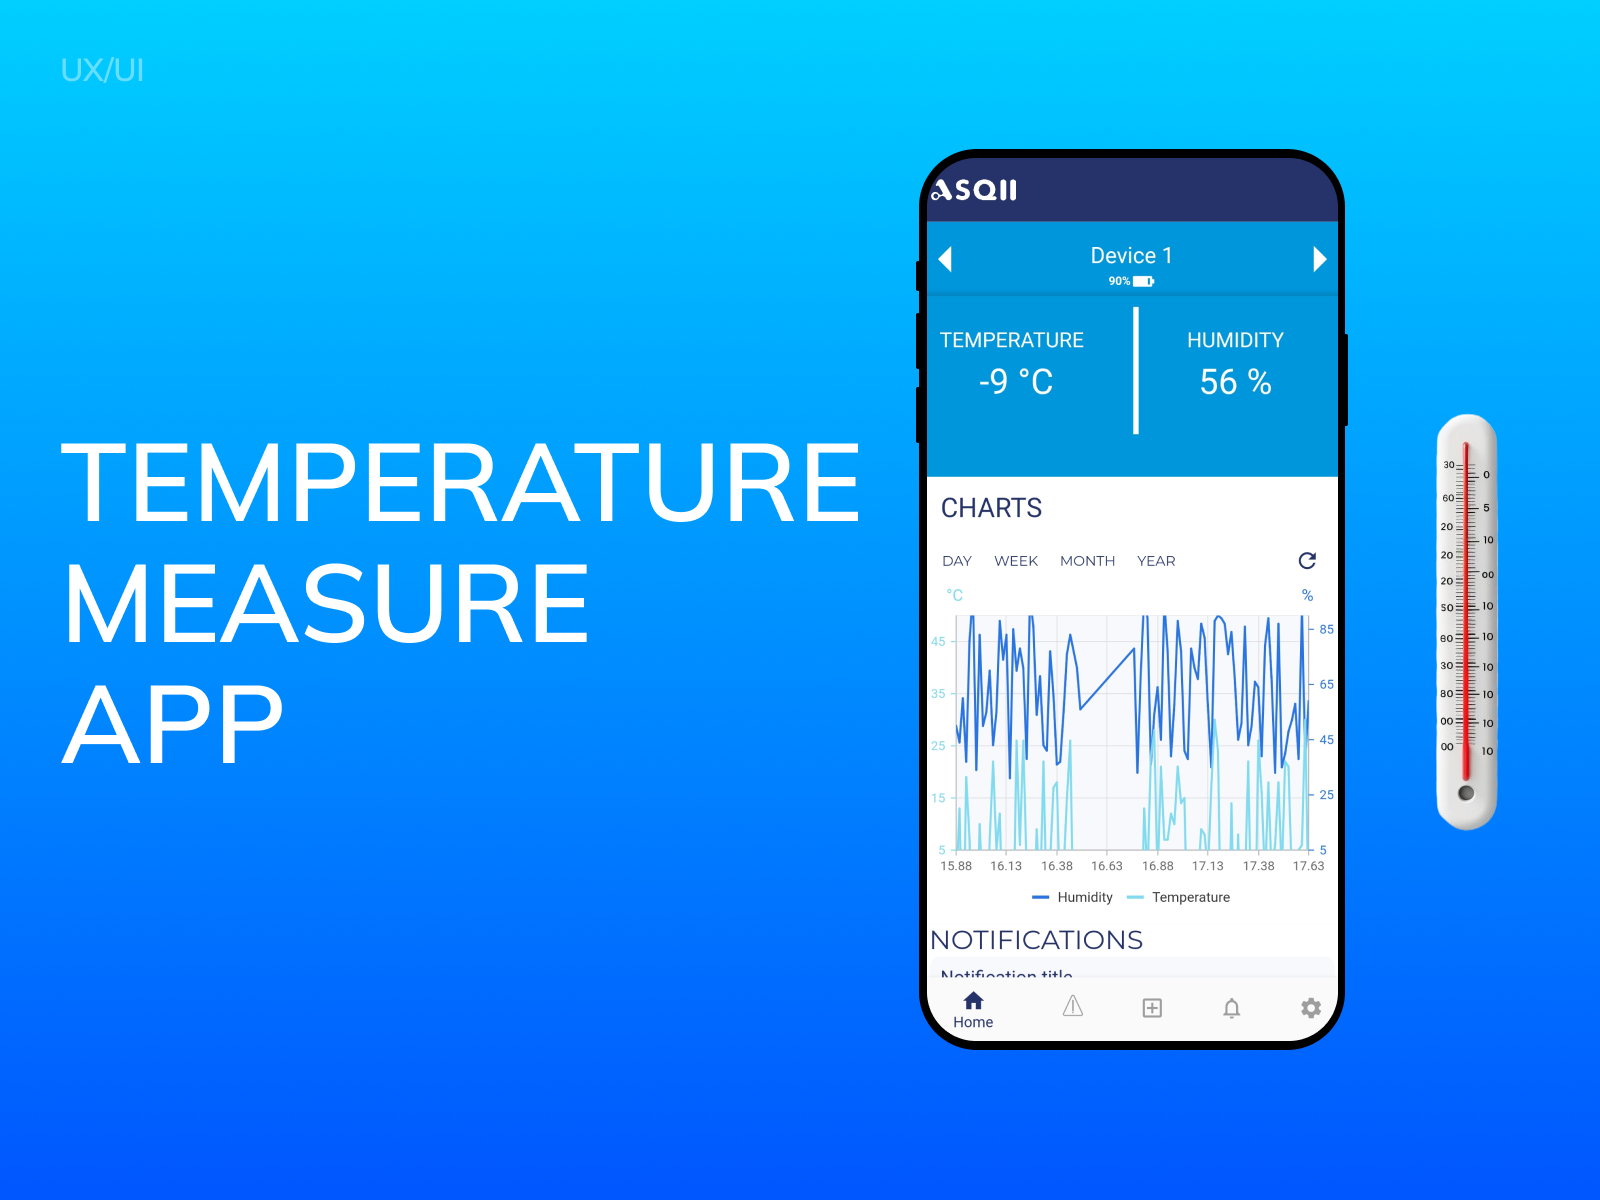 UX/UI
TEMPERATURE
MEASURE
APP
ASQII
Device 1
90%
TEMPERATURE
HUMIDITY
-9 °C
56 %
CHARTS
DAY WEEK MONTH YEAR
°C %
45 85
35 65
25 45
15 25
5 5
15.88 16.13 16.38 16.63 16.88 17.13 17.38 17.63
Humidity Temperature
NOTIFICATIONS
Notification title
Home
30 0
60 5
20 10
20
20 00
50 10
60 10
30 10
80 10
00 10
00 10